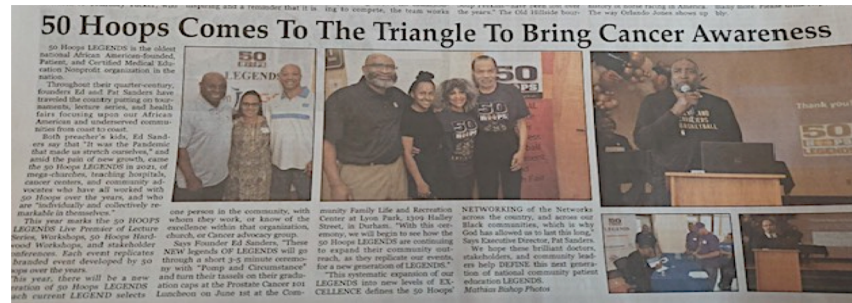 50 Hoops Comes To The Triangle To Bring Cancer Awareness
50 Hoops LEGENDS is the oldest
national African American-founded,
Patient, and Certified Medical Edu-
cation Nonprofit organization in the
nation.
Throughout their quarter-century,
founders Ed and Pat Sanders have
traveled the country putting on tour-
naments, lecture series, and health
fairs focusing upon our African
American and underserved commu-
nities from coast to coast.
Both preacher's kids, Ed Sand-
ers say that "It was the Pandemic
that made us stretch ourselves," and
amid the pain of new growth, came
the 50 Hoops LEGENDS in 2021, of
mega-churches, teaching hospitals,
cancer centers, and community ad-
vocates who have all worked with
50 Hoops over the years, and who
are "individually and collectively re-
markable in themselves."
This year marks the 50 HOOPS
LEGENDS Live Premier of Lecture
Series, Workshops, 50 Hoops Hard-
wood Workshops, and stakeholder
conferences. Each event replicates
branded event developed by 50
oops over the years.
This year, there will be a new
reation of 50 Hoops LEGENDS
ach current LEGEND selects
one person in the community, with
whom they work, or know of the
excellence within that organization,
church, or Cancer advocacy group.
Says Founder Ed Sanders, "These
NEW legends OF LEGENDS will go
through a short 3-5 minute ceremo-
ny with "Pomp and Circumstance"
and turn their tassels on their gradu-
ation caps at the Prostate Cancer 101
Luncheon on June 1st at the Com-
munity Family Life and Recreation
Center at Lyon Park, 1309 Halley
Street, in Durham. "With this cer-
emony, we will begin to see how the
50 Hoops LEGENDS are continuing
to expand their community out-
reach, as they replicate our events,
for a new generation of LEGENDS."
"This systematic expansion of our
LEGENDS into new levels of EX-
CELLENCE defines the 50 Hoops'
NETWORKING of the Networks
across the country, and across our
Black communities, which is why
God has allowed us to last this long,"
Says Executive Director, Pat Sanders.
We hope these brilliant doctors,
stakeholders, and community lead-
ers help DEFINE this next genera-
tion of national community patient
education LEGENDS.
Mathias Bishop Photos
50
LEGENDS
50
HOOPS
50
HOOPS
Thank you!
50